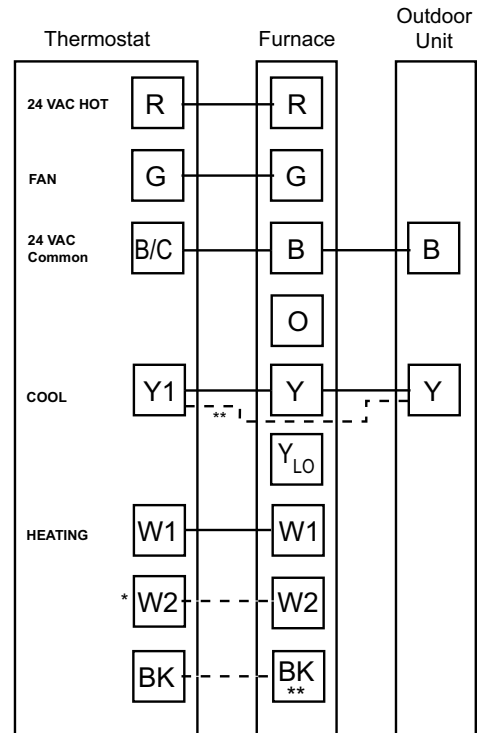 Outdoor
Thermostat Furnace Unit
24 VAC HOT R R
FAN G G
24 VAC
Common B/C B B
O
COOL Y1 Y Y
**
YLO
HEATING W1 W1
* W2 W2
BK BK
**